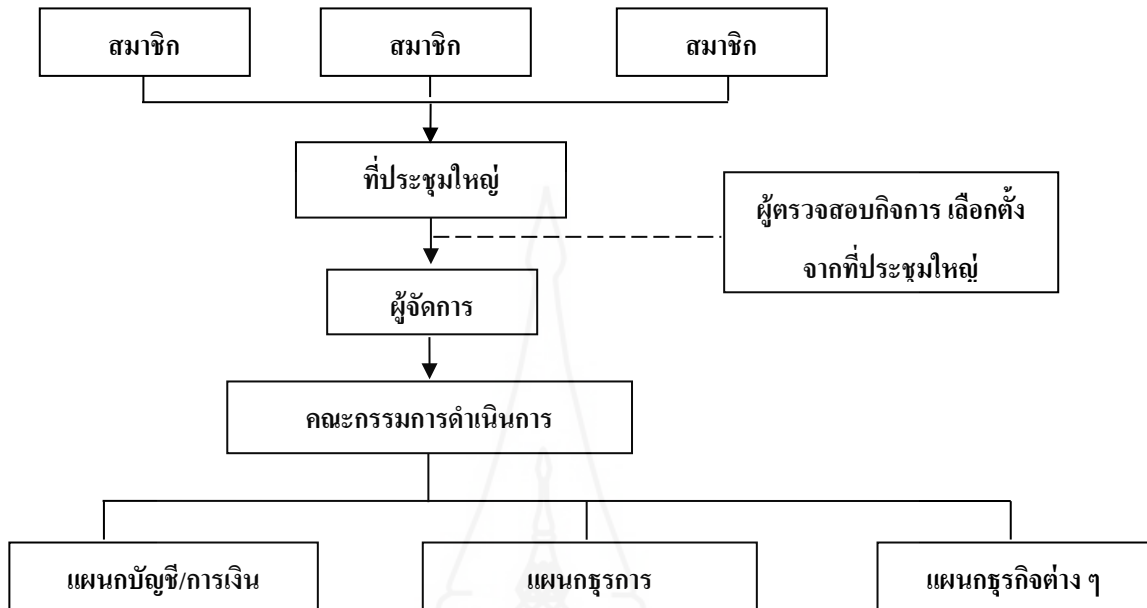 สมาชิก
สมาชิก
สมาชิก
ที่ประชุมใหญ่
ผู้ตรวจสอบกิจการ เลือกตั้ง
จากที่ประชุมใหญ่
ผู้จัดการ
คณะกรรมการดำเนินการ
แผนกบัญชี/การเงิน
แผนกธุรการ
แผนกธุรกิจต่าง ๆ